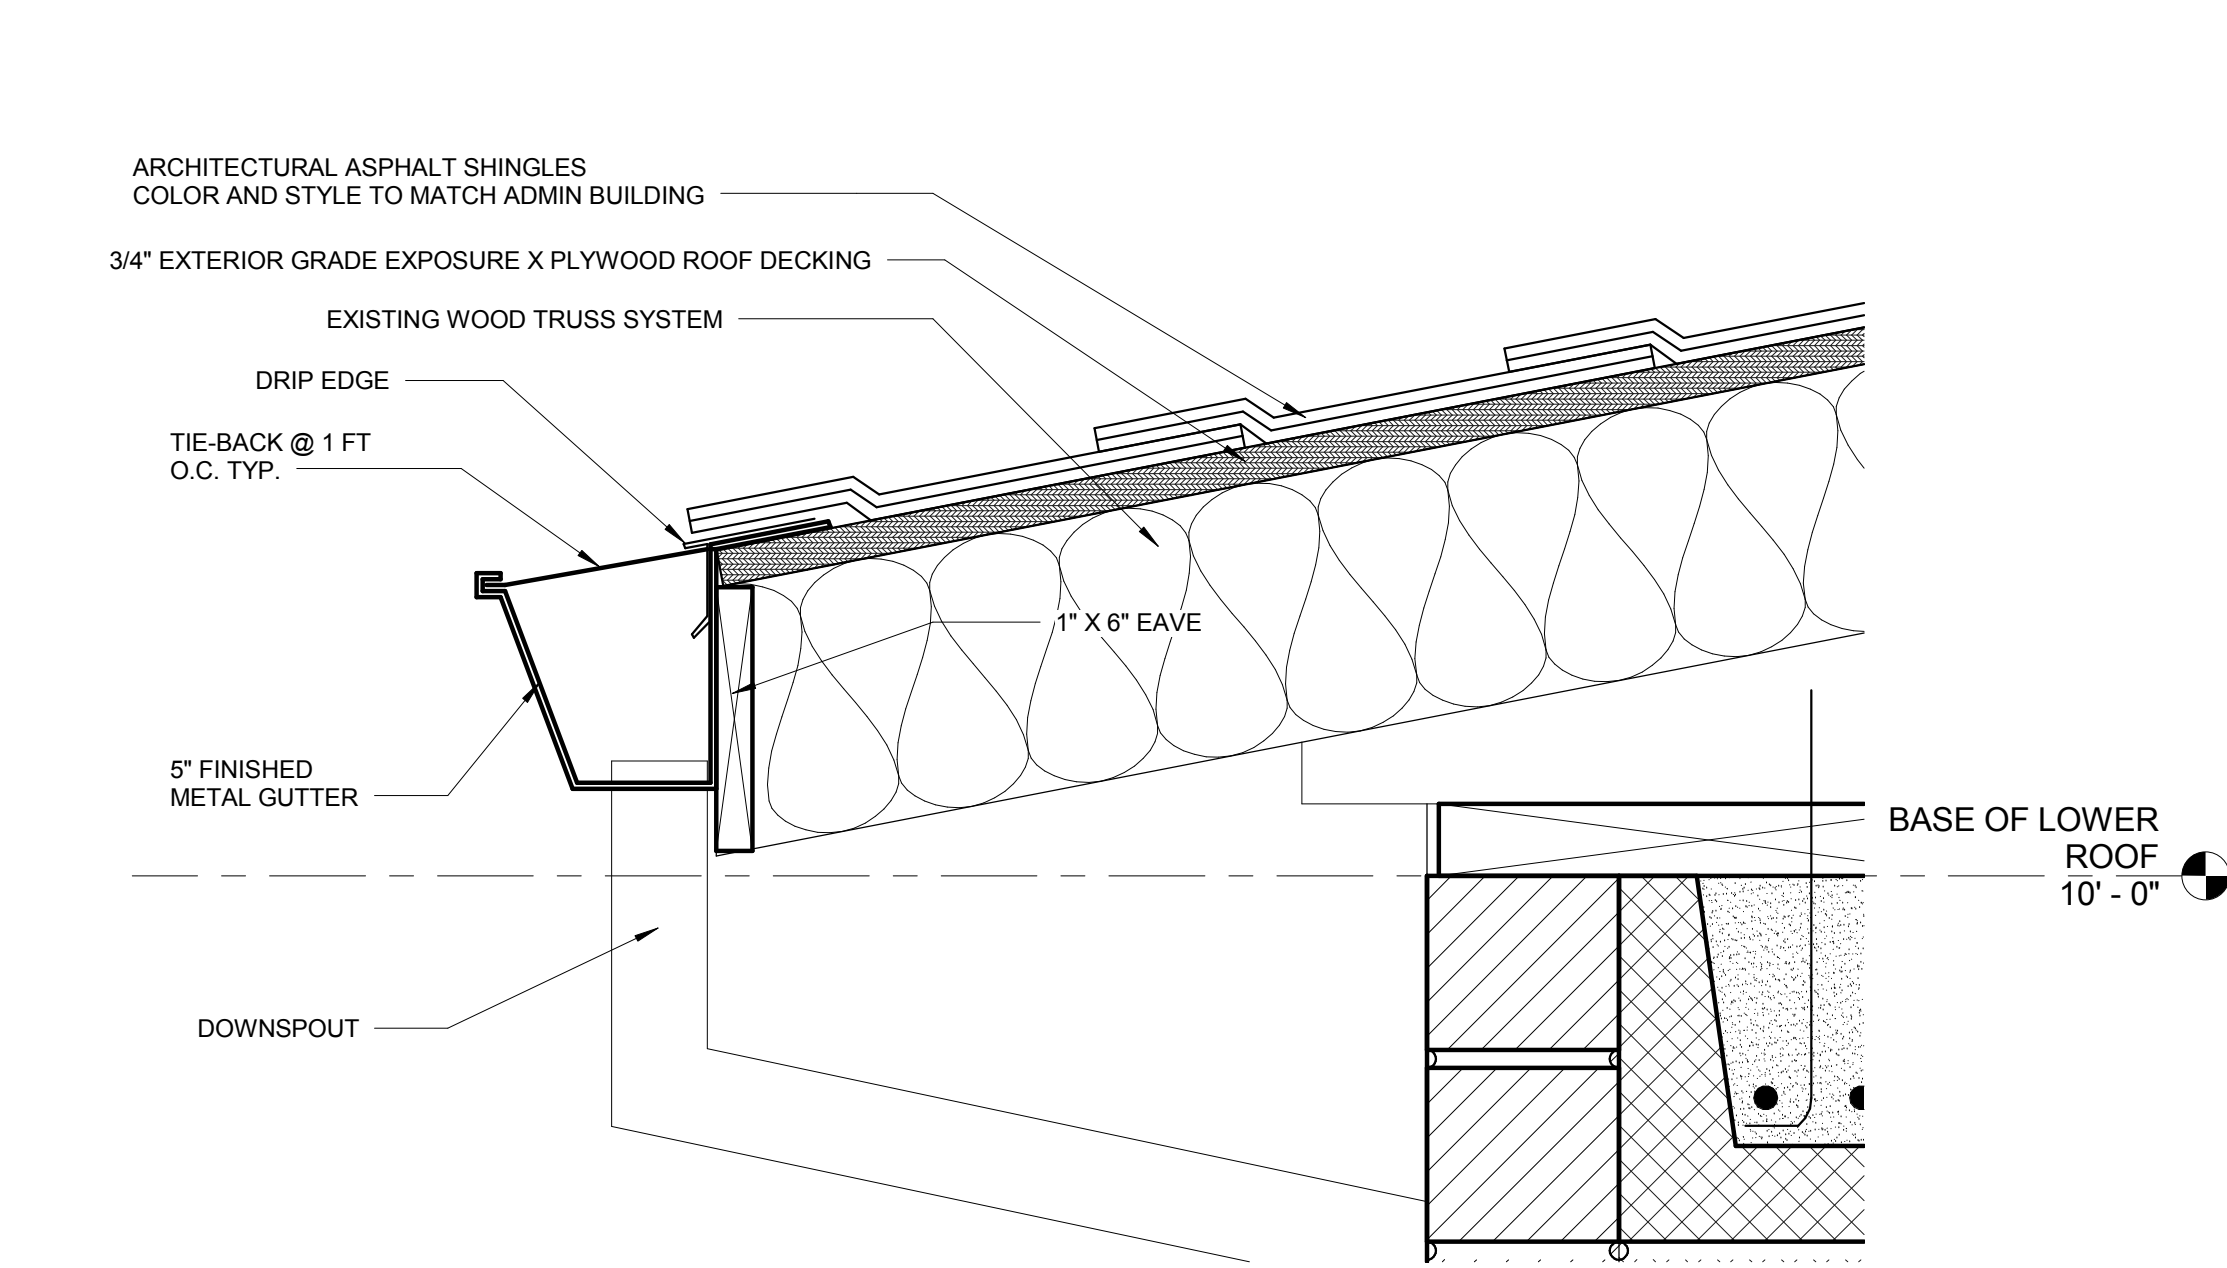 ARCHITECTURAL ASPHALT SHINGLES
COLOR AND STYLE TO MATCH ADMIN BUILDING
3/4" EXTERIOR GRADE EXPOSURE X PLYWOOD ROOF DECKING
EXISTING WOOD TRUSS SYSTEM
DRIP EDGE
TIE-BACK @ 1 FT
O.C. TYP.
1" X 6" EAVE
5" FINISHED
METAL GUTTER
BASE OF LOWER
ROOF
10' - 0"
DOWNSPOUT